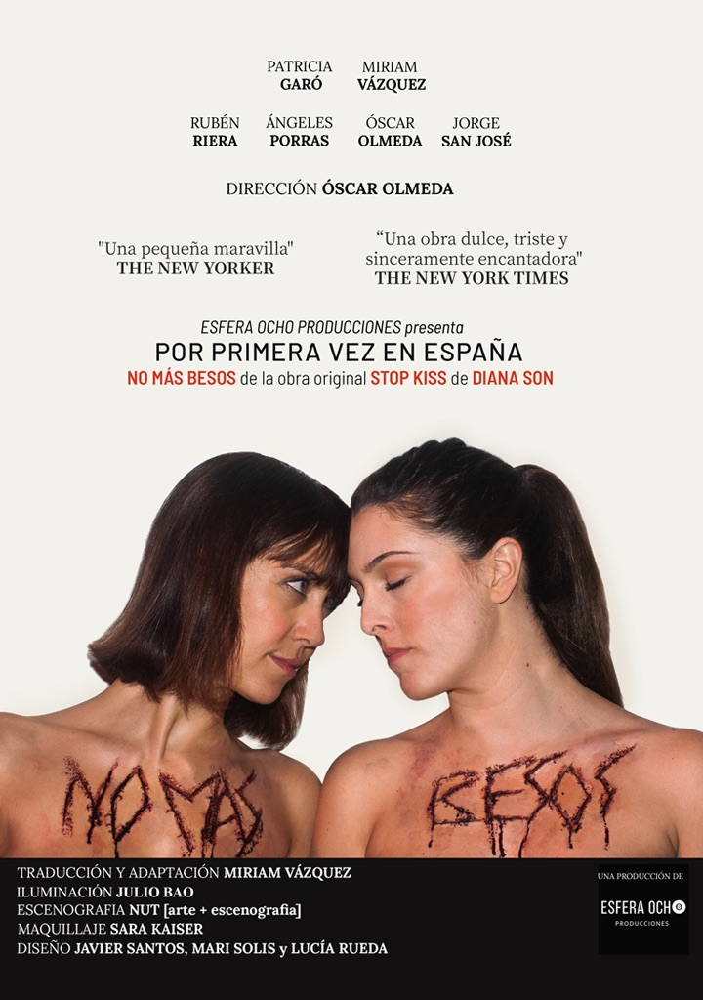 PATRICIA GARÓ
MIRIAM VÁZQUEZ
RUBÉN RIERA
ÁNGELES PORRAS
ÓSCAR OLMEDA
JORGE SAN JOSÉ
DIRECCIÓN ÓSCAR OLMEDA
"Una pequeña maravilla"
THE NEW YORKER
“Una obra dulce, triste y
sinceramente encantadora"
THE NEW YORK TIMES
ESFERA OCHO PRODUCCIONES presenta
POR PRIMERA VEZ EN ESPAÑA
NO MÁS BESOS de la obra original STOP KISS de DIANA SON
NO MAS
BESOS
TRADUCCIÓN Y ADAPTACIÓN MIRIAM VÁZQUEZ
ILUMINACIÓN JULIO BAO
ESCENOGRAFIA NUT [arte + escenografia]
MAQUILLAJE SARA KAISER
DISEÑO JAVIER SANTOS, MARI SOLIS y LUCÍA RUEDA
UNA PRODUCCIÓN DE
ESFERA OCHO
PRODUCCIONES